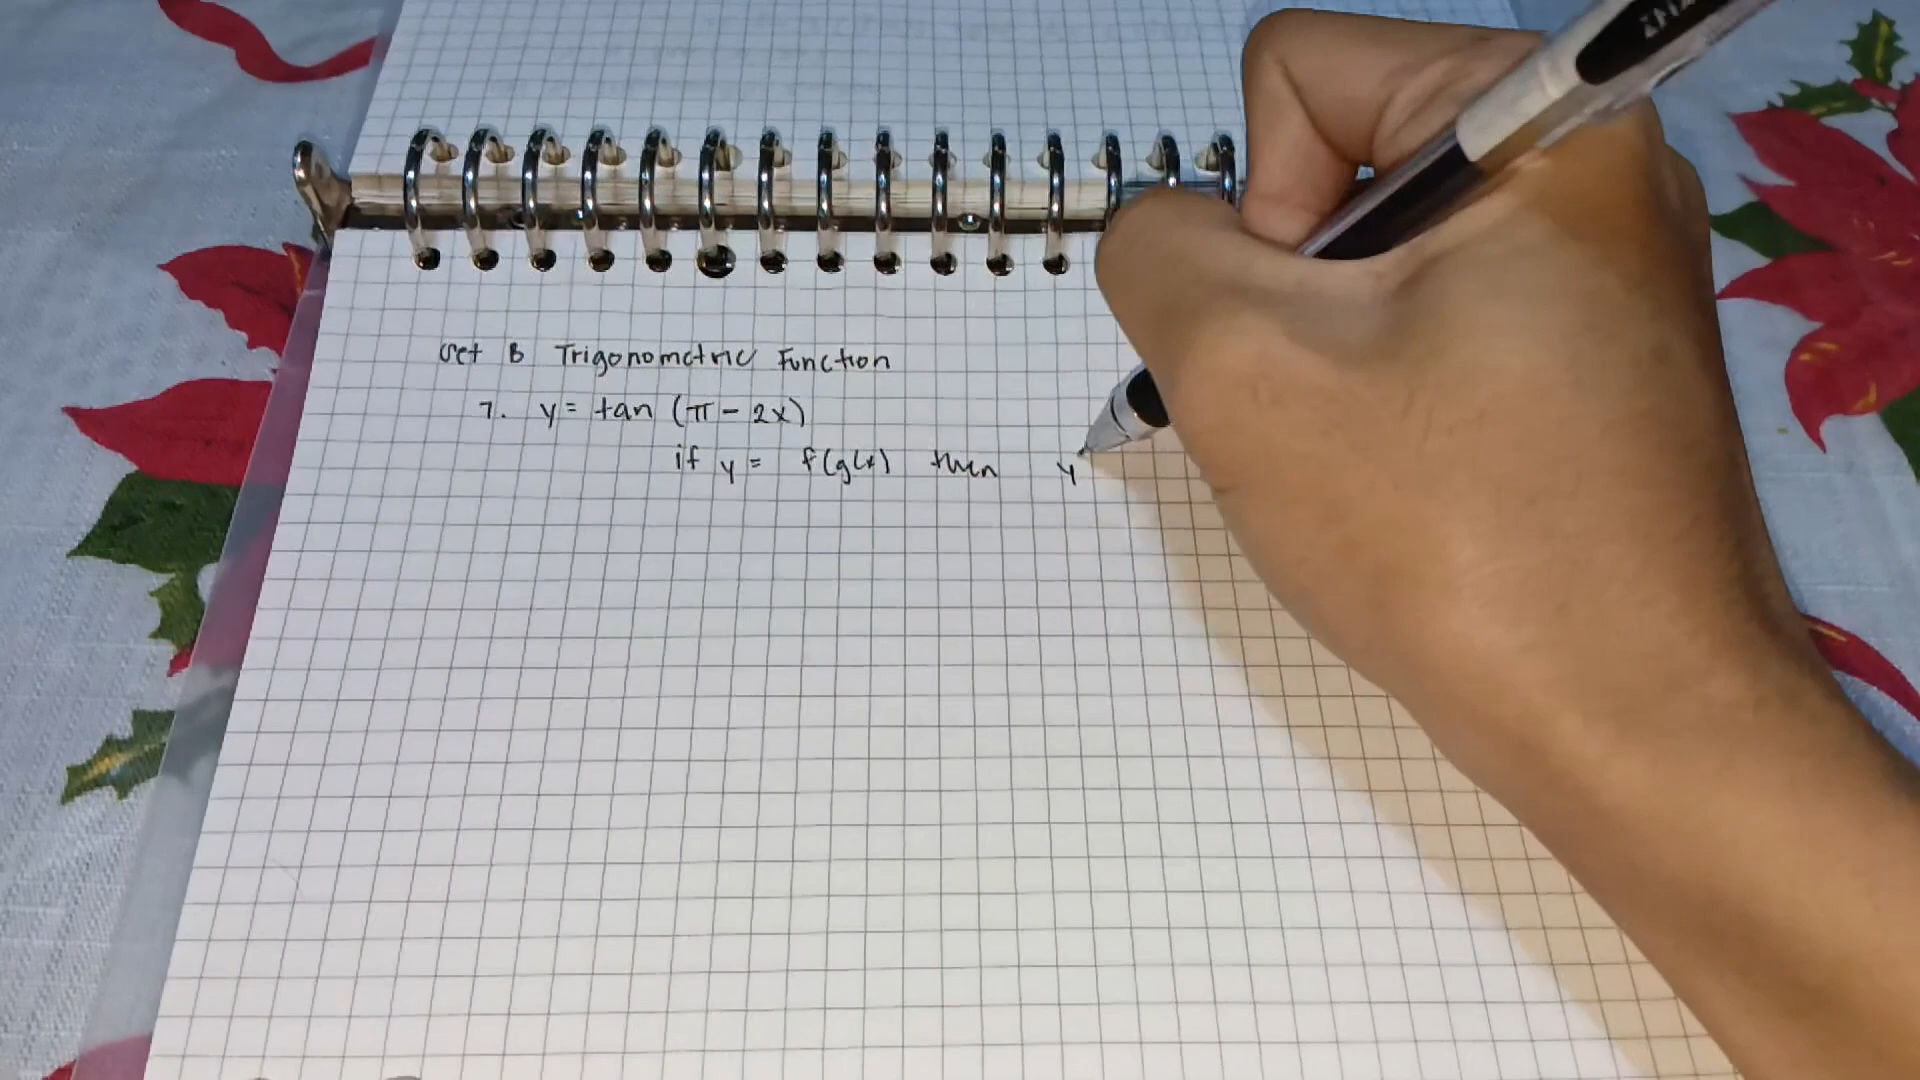 Set B Trigonometric Function
7. y = tan (π - 2x)
if y = f(g(x) then y